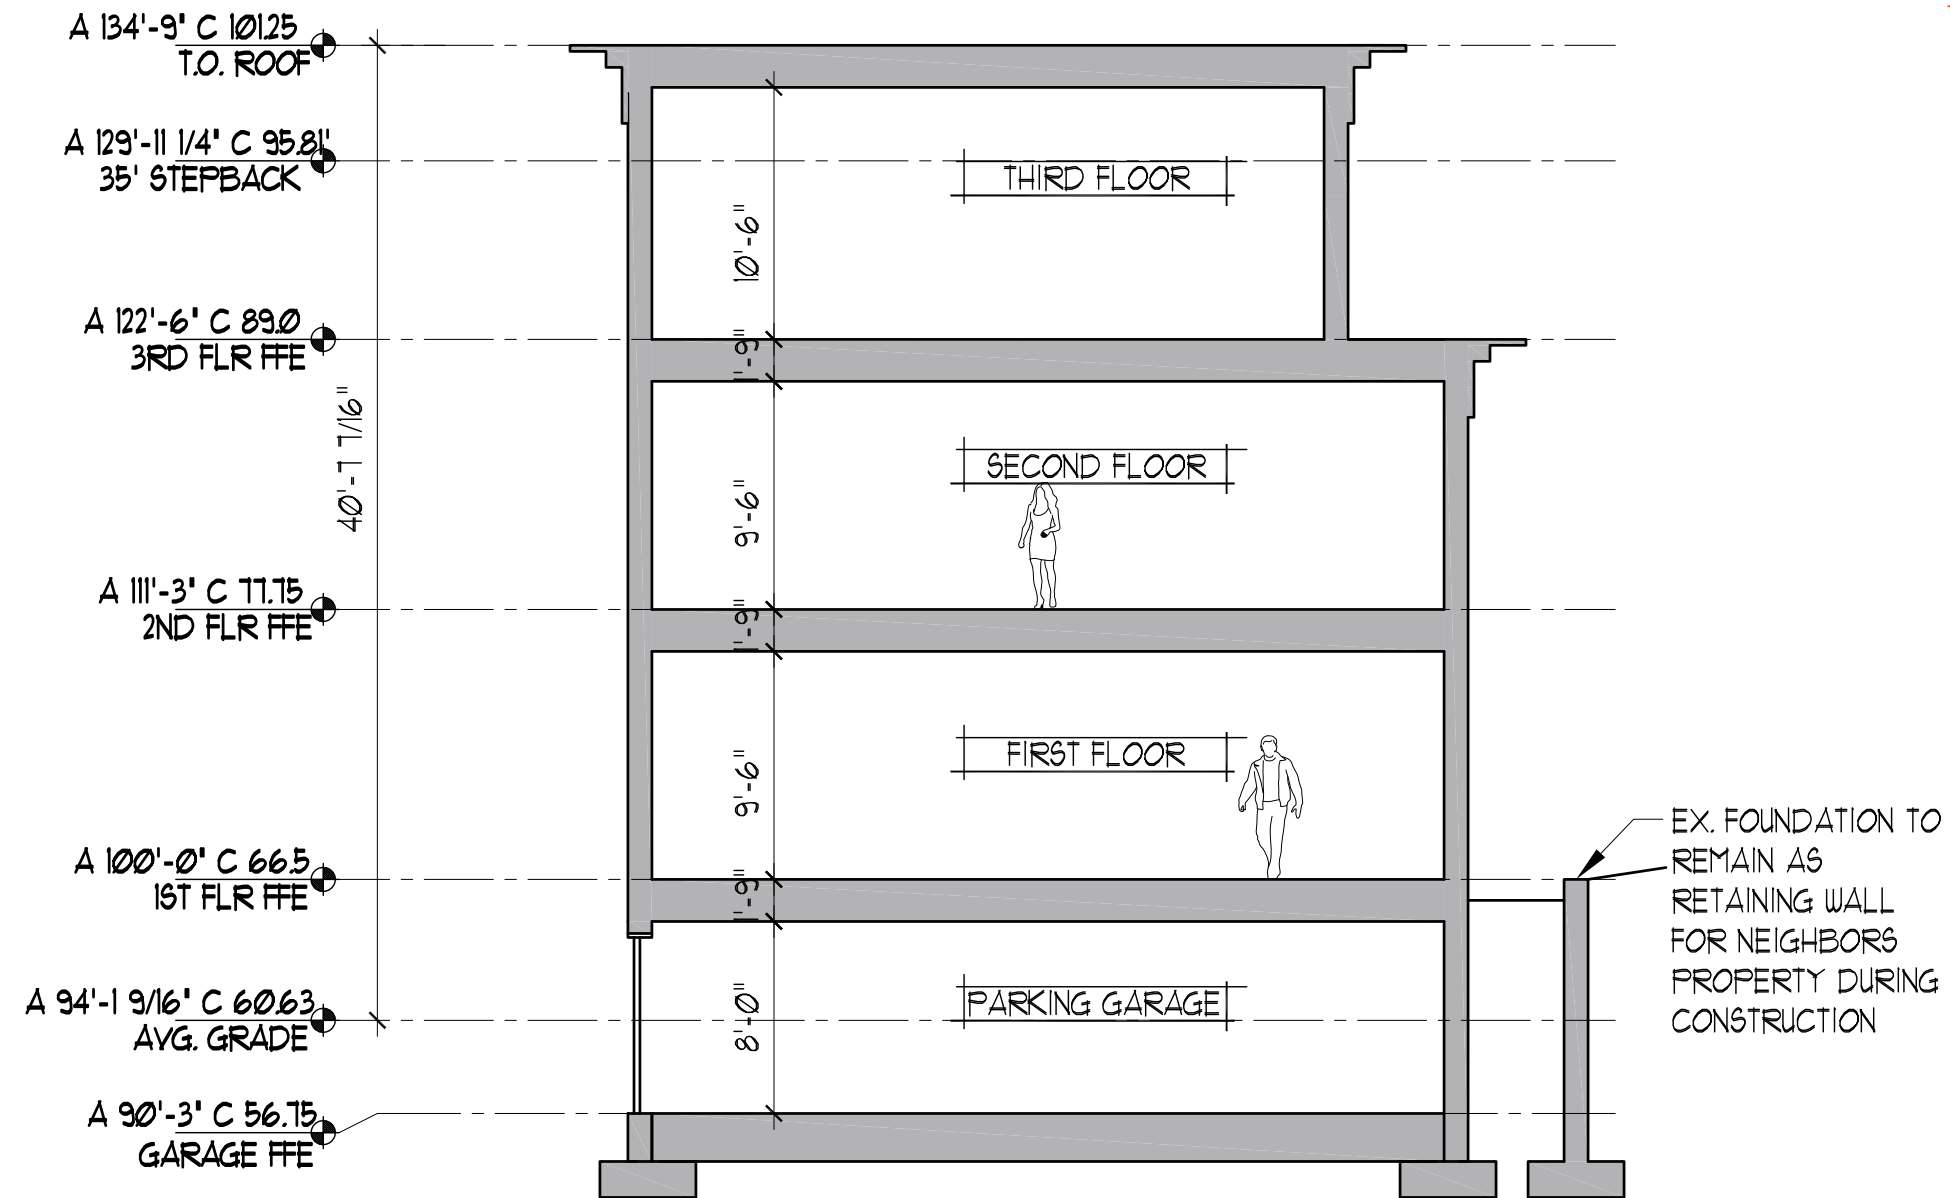 A 134'-9" C 101.25
T.O. ROOF
A 129'-11 1/4" C 95.81'
35' STEPBACK
THIRD FLOOR
10'-6"
A 122'-6" C 89.0
3RD FLR FFE
1'-9"
40'-7 7/16"
SECOND FLOOR
9'-6"
A 111'-3" C 77.75
2ND FLR FFE
1'-9"
FIRST FLOOR
9'-6"
A 100'-0" C 66.5
1ST FLR FFE
1'-9"
EX. FOUNDATION TO
REMAIN AS
RETAINING WALL
FOR NEIGHBORS
PROPERTY DURING
CONSTRUCTION
A 94'-1 9/16" C 60.63
AVG. GRADE
PARKING GARAGE
8'-0"
A 90'-3" C 56.75
GARAGE FFE